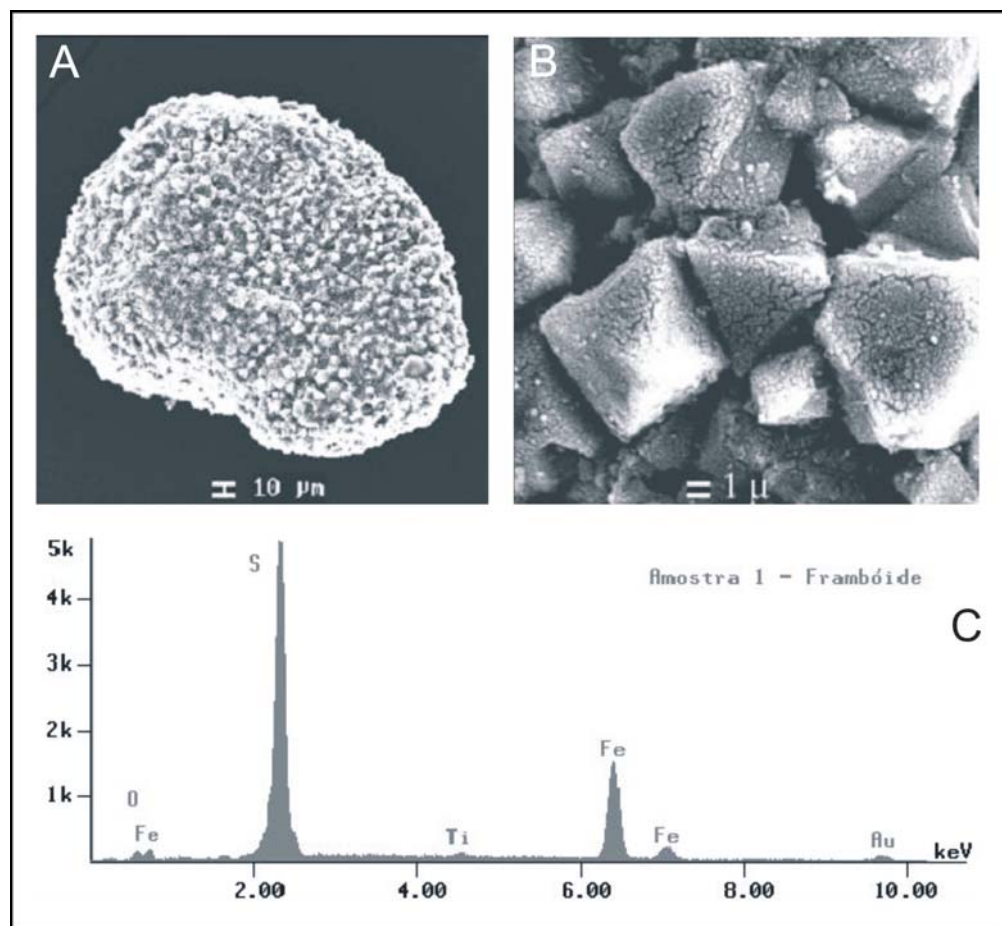 A
B
10 µm
1 µ
5k
4k
3k
2k
1k
S
Amostra 1 - Frambóide
C
O
Fe
Ti
Fe
Fe
Au
keV
2.00
4.00
6.00
8.00
10.00